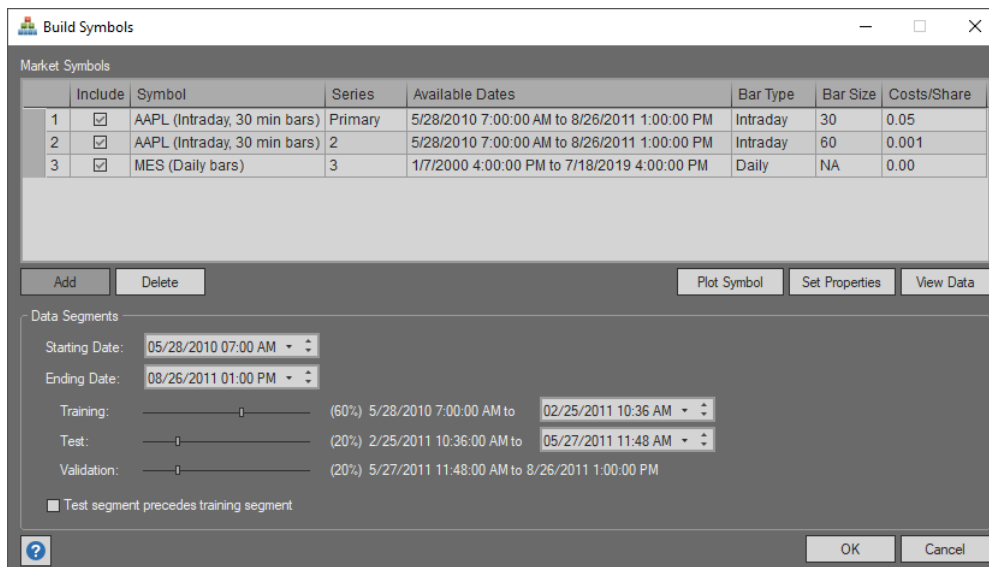 Build Symbols
Market Symbols
Include Symbol Series Available Dates Bar Type Bar Size Costs/Share
1 AAPL (Intraday, 30 min bars) Primary 5/28/2010 7:00:00 AM to 8/26/2011 1:00:00 PM Intraday 30 0.05
2 AAPL (Intraday, 30 min bars) 2 5/28/2010 7:00:00 AM to 8/26/2011 1:00:00 PM Intraday 60 0.001
3 MES (Daily bars) 3 1/7/2000 4:00:00 PM to 7/18/2019 4:00:00 PM Daily NA 0.00
Add Delete Plot Symbol Set Properties View Data
Data Segments
Starting Date: 05/28/2010 07:00 AM
Ending Date: 08/26/2011 01:00 PM
Training: (60%) 5/28/2010 7:00:00 AM to 02/25/2011 10:36 AM
Test: (20%) 2/25/2011 10:36:00 AM to 05/27/2011 11:48 AM
Validation: (20%) 5/27/2011 11:48:00 AM to 8/26/2011 1:00:00 PM
Test segment precedes training segment
? OK Cancel